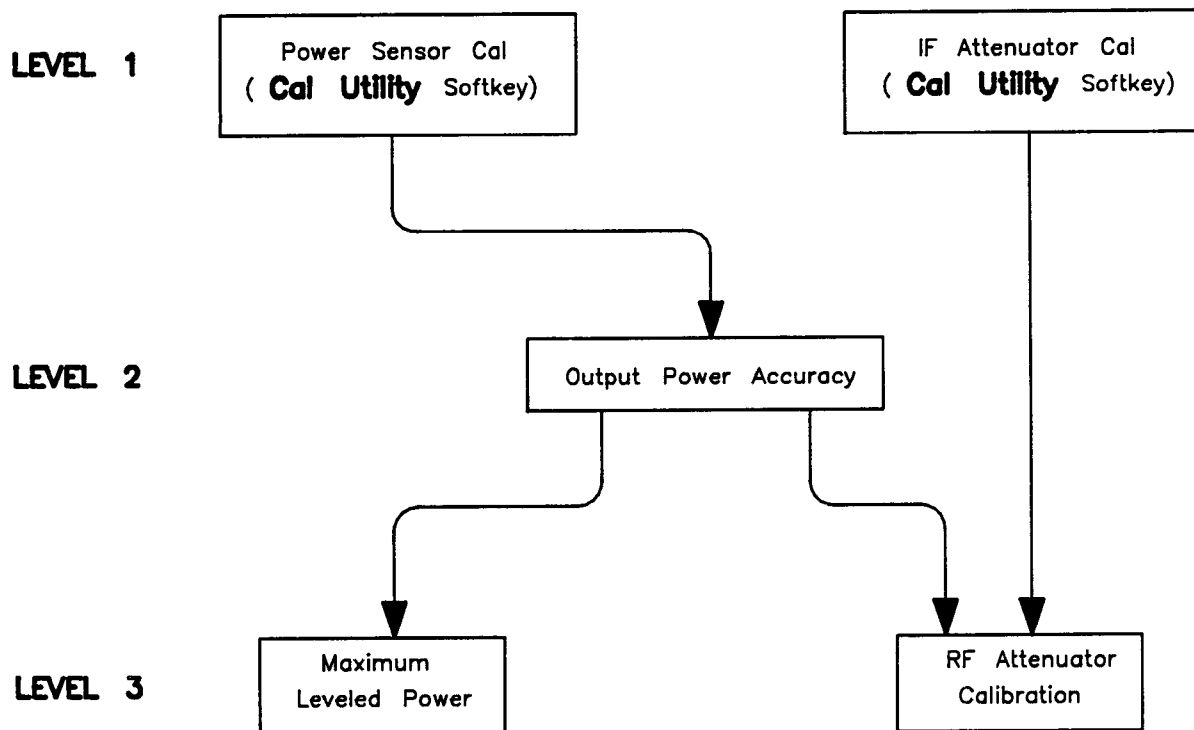 LEVEL 1
Power Sensor Cal
( Cal Utility Softkey)
IF Attenuator Cal
( Cal Utility Softkey)
LEVEL 2
Output Power Accuracy
LEVEL 3
Maximum
Leveled Power
RF Attenuator
Calibration